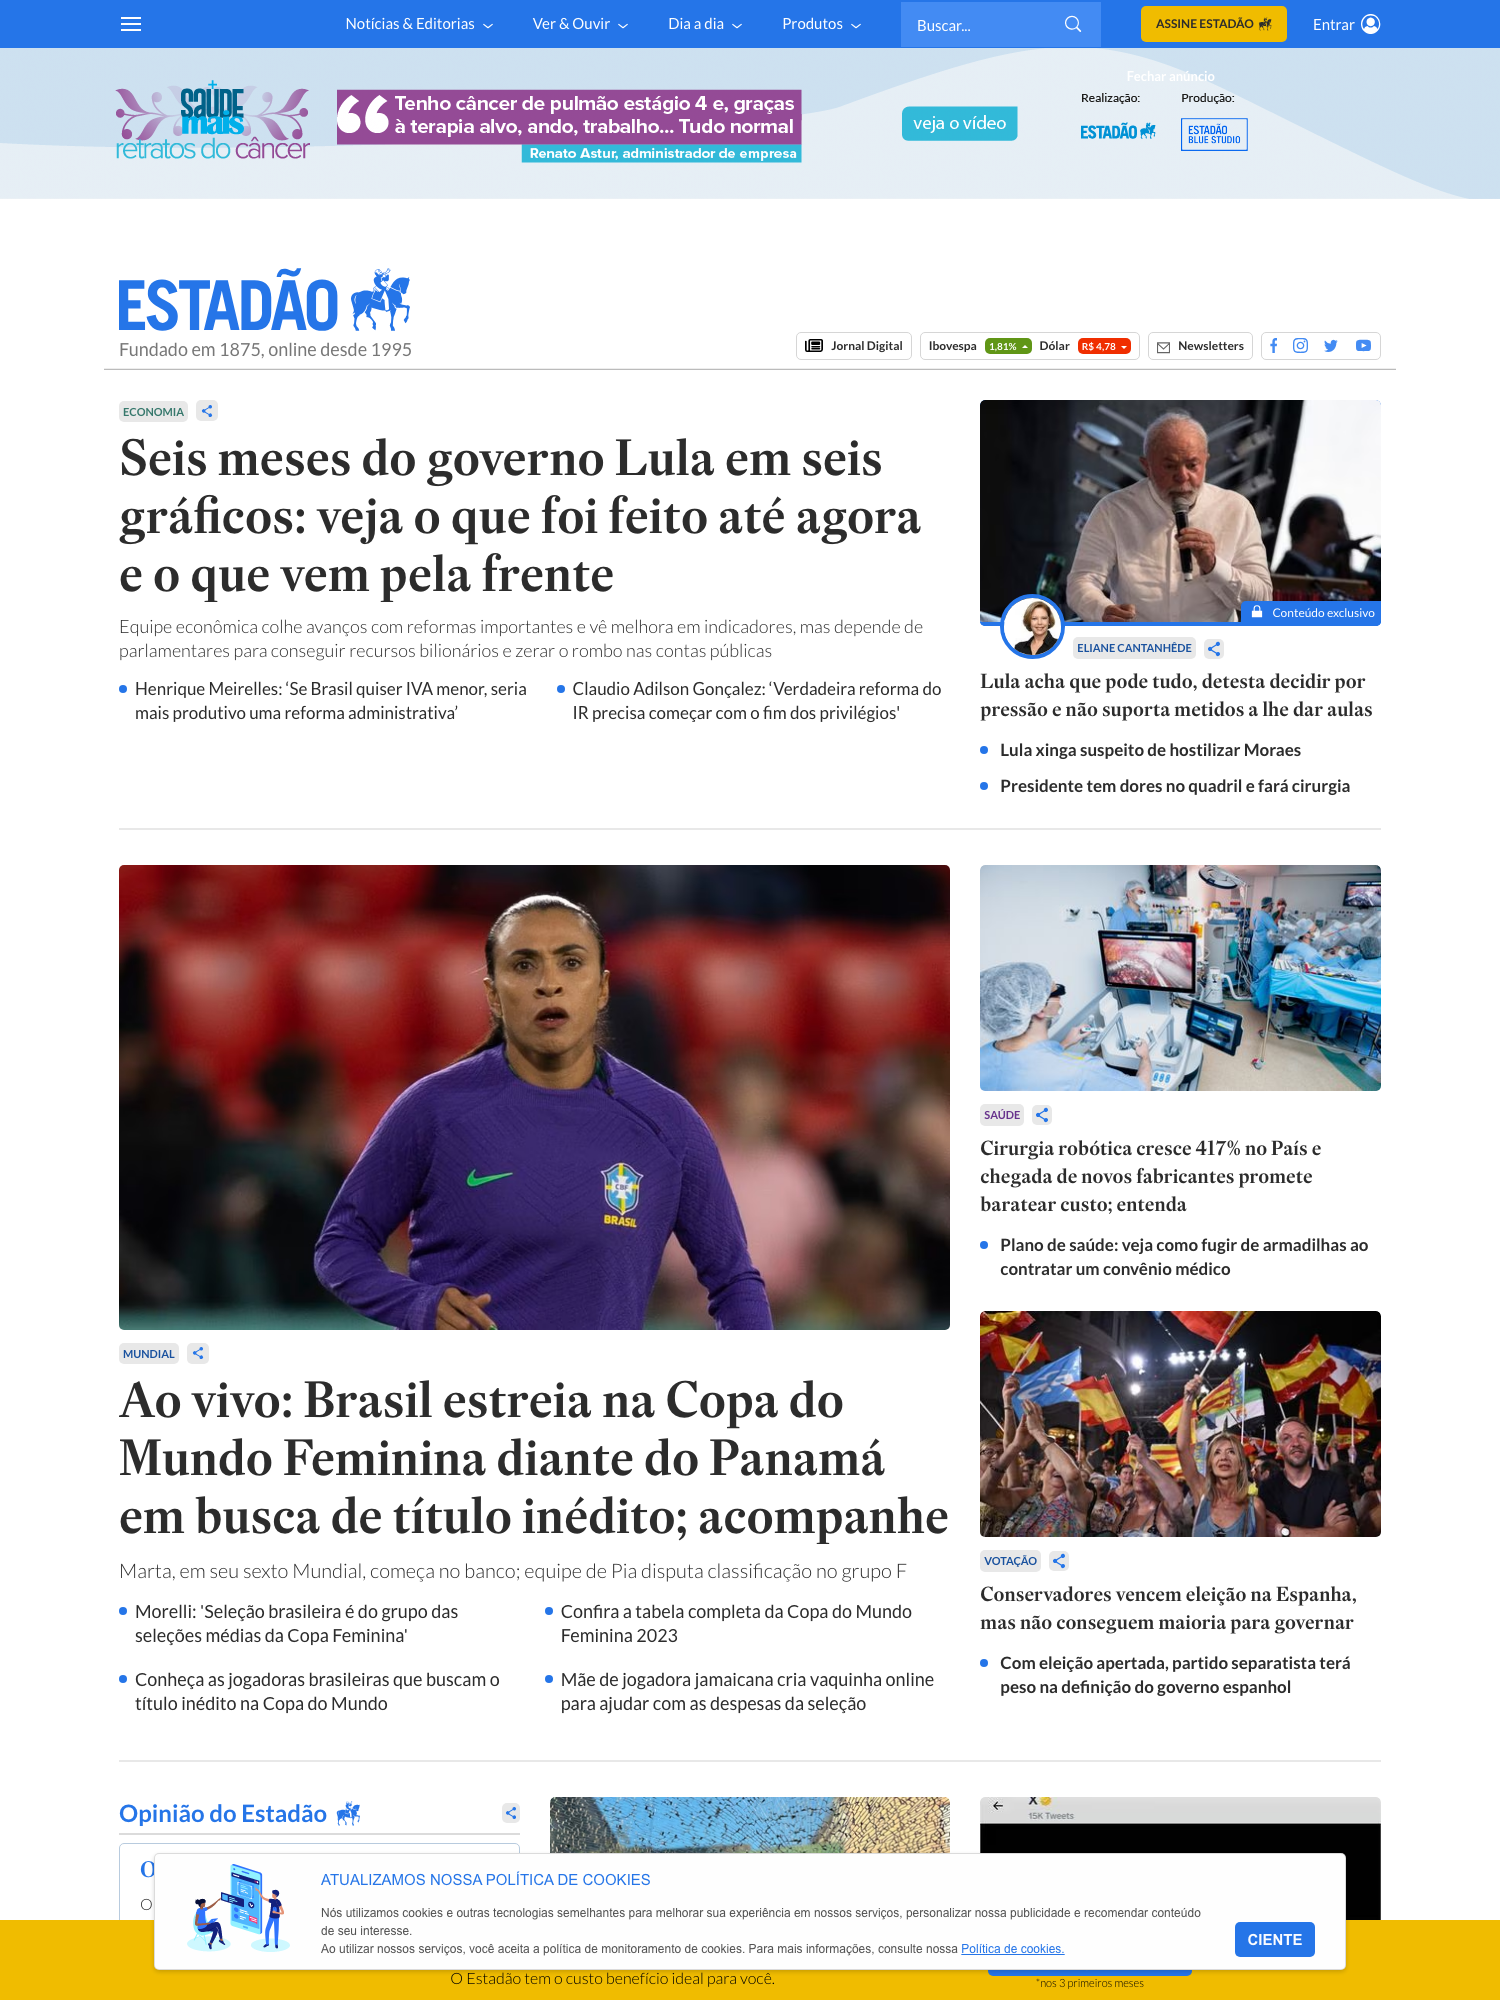 Notícias & Editorias
Ver & Ouvir
Dia a dia
Produtos
Buscar...
ASSINE ESTADÃO
Entrar
Fechar anúncio
SAÚDE
mais
retratos do câncer
“Tenho câncer de pulmão estágio 4 e, graças
à terapia alvo, ando, trabalho... Tudo normal
Renato Astur, administrador de empresa
veja o vídeo
Realização:
ESTADÃO
Produção:
ESTADÃO
BLUE STUDIO
ESTADÃO
Fundado em 1875, online desde 1995
Jornal Digital
Ibovespa 1,81% Dólar R$ 4,78
Newsletters
ECONOMIA
Seis meses do governo Lula em seis
gráficos: veja o que foi feito até agora
e o que vem pela frente
Equipe econômica colhe avanços com reformas importantes e vê melhora em indicadores, mas depende de
parlamentares para conseguir recursos bilionários e zerar o rombo nas contas públicas
Henrique Meirelles: ‘Se Brasil quiser IVA menor, seria
mais produtivo uma reforma administrativa’
Claudio Adilson Gonçalez: ‘Verdadeira reforma do
IR precisa começar com o fim dos privilégios'
Conteúdo exclusivo
ELIANE CANTANHÊDE
Lula acha que pode tudo, detesta decidir por
pressão e não suporta metidos a lhe dar aulas
Lula xinga suspeito de hostilizar Moraes
Presidente tem dores no quadril e fará cirurgia
CBF
BRASIL
MUNDIAL
Ao vivo: Brasil estreia na Copa do
Mundo Feminina diante do Panamá
em busca de título inédito; acompanhe
Marta, em seu sexto Mundial, começa no banco; equipe de Pia disputa classificação no grupo F
Morelli: 'Seleção brasileira é do grupo das
seleções médias da Copa Feminina'
Confira a tabela completa da Copa do Mundo
Feminina 2023
Conheça as jogadoras brasileiras que buscam o
título inédito na Copa do Mundo
Mãe de jogadora jamaicana cria vaquinha online
para ajudar com as despesas da seleção
SAÚDE
Cirurgia robótica cresce 417% no País e
chegada de novos fabricantes promete
baratear custo; entenda
Plano de saúde: veja como fugir de armadilhas ao
contratar um convênio médico
VOTAÇÃO
Conservadores vencem eleição na Espanha,
mas não conseguem maioria para governar
Com eleição apertada, partido separatista terá
peso na definição do governo espanhol
Opinião do Estadão
O
O
X
15K Tweets
ATUALIZAMOS NOSSA POLÍTICA DE COOKIES
Nós utilizamos cookies e outras tecnologias semelhantes para melhorar sua experiência em nossos serviços, personalizar nossa publicidade e recomendar conteúdo
de seu interesse.
Ao utilizar nossos serviços, você aceita a política de monitoramento de cookies. Para mais informações, consulte nossa Política de cookies.
CIENTE
O Estadão tem o custo benefício ideal para você.
*nos 3 primeiros meses